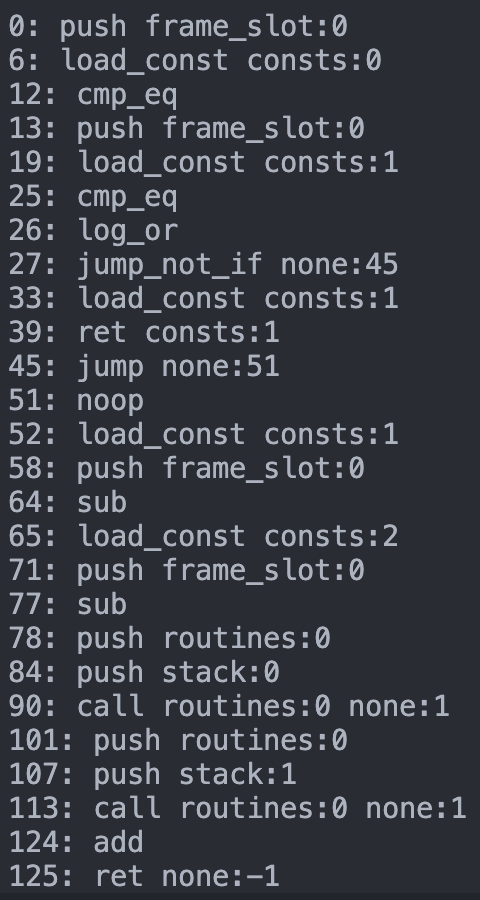 0: push frame_slot:0
6: load_const consts:0
12: cmp_eq
13: push frame_slot:0
19: load_const consts:1
25: cmp_eq
26: log_or
27: jump_not_if none:45
33: load_const consts:1
39: ret consts:1
45: jump none:51
51: noop
52: load_const consts:1
58: push frame_slot:0
64: sub
65: load_const consts:2
71: push frame_slot:0
77: sub
78: push routines:0
84: push stack:0
90: call routines:0 none:1
101: push routines:0
107: push stack:1
113: call routines:0 none:1
124: add
125: ret none:-1